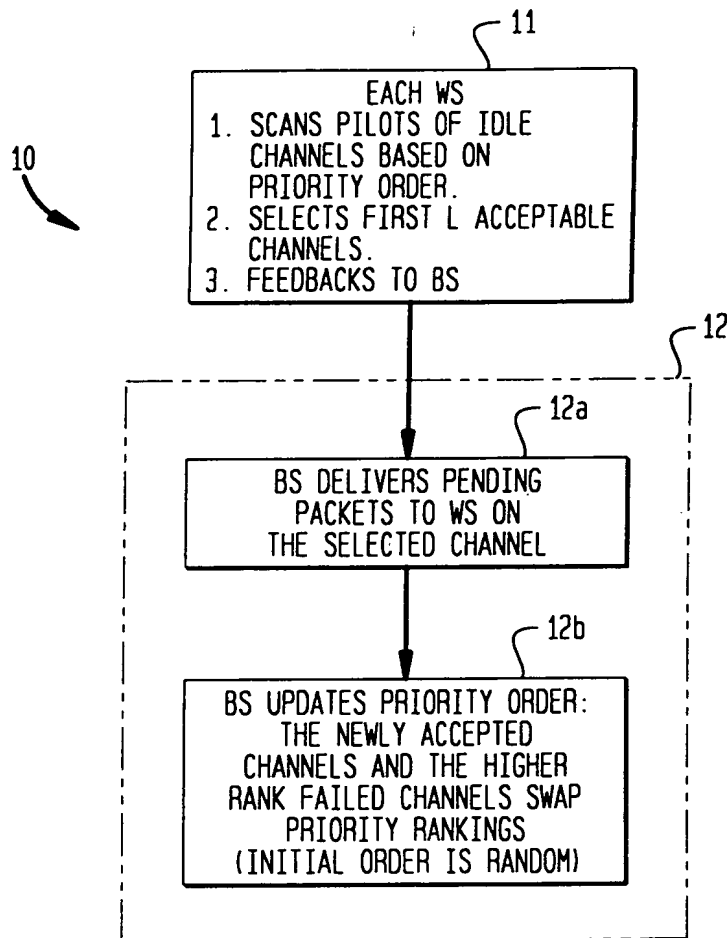 11
EACH WS
1. SCANS PILOTS OF IDLE
CHANNELS BASED ON
PRIORITY ORDER.
2. SELECTS FIRST L ACCEPTABLE
CHANNELS.
3. FEEDBACKS TO BS
10
12
12a
BS DELIVERS PENDING
PACKETS TO WS ON
THE SELECTED CHANNEL
12b
BS UPDATES PRIORITY ORDER:
THE NEWLY ACCEPTED
CHANNELS AND THE HIGHER
RANK FAILED CHANNELS SWAP
PRIORITY RANKINGS
(INITIAL ORDER IS RANDOM)